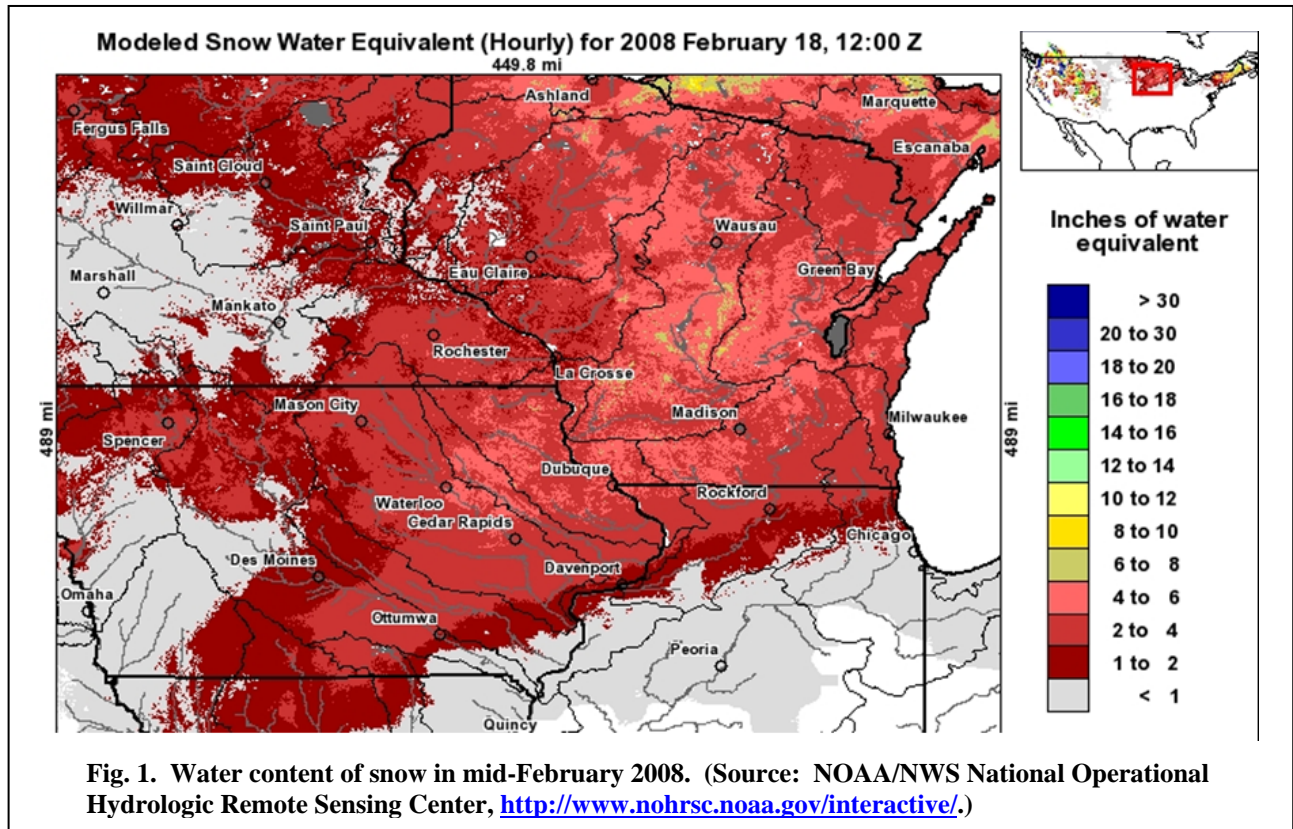 Modeled Snow Water Equivalent (Hourly) for 2008 February 18, 12:00 Z
449.8 mi
Ashland
Marquette
Fergus Falls
Escanaba
Saint Cloud
Willmar
Saint Paul
Wausau
Eau Claire
Green Bay
Marshall
Mankato
Rochester
La Crosse
Mason City
Madison
Milwaukee
Spencer
489 mi
489 mi
Dubuque
Rockford
Waterloo
Cedar Rapids
Chicago
Des Moines
Davenport
Omaha
Ottumwa
Peoria
Quincy
Inches of water
equivalent
> 30
20 to 30
18 to 20
16 to 18
14 to 16
12 to 14
10 to 12
8 to 10
6 to 8
4 to 6
2 to 4
1 to 2
< 1
Fig. 1. Water content of snow in mid-February 2008. (Source: NOAA/NWS National Operational
Hydrologic Remote Sensing Center, http://www.nohrsc.noaa.gov/interactive/.)